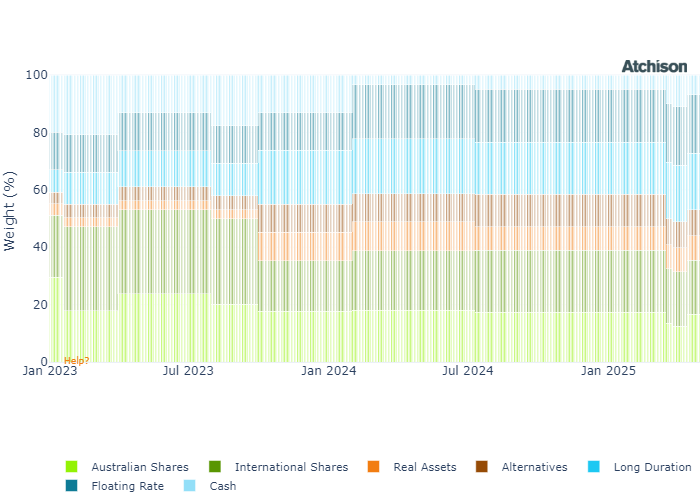 Atchison
100
80
60
40
20
0
Weight (%)
Help?
Jan 2023 Jul 2023 Jan 2024 Jul 2024 Jan 2025
Australian Shares International Shares Real Assets Alternatives Long Duration
Floating Rate Cash